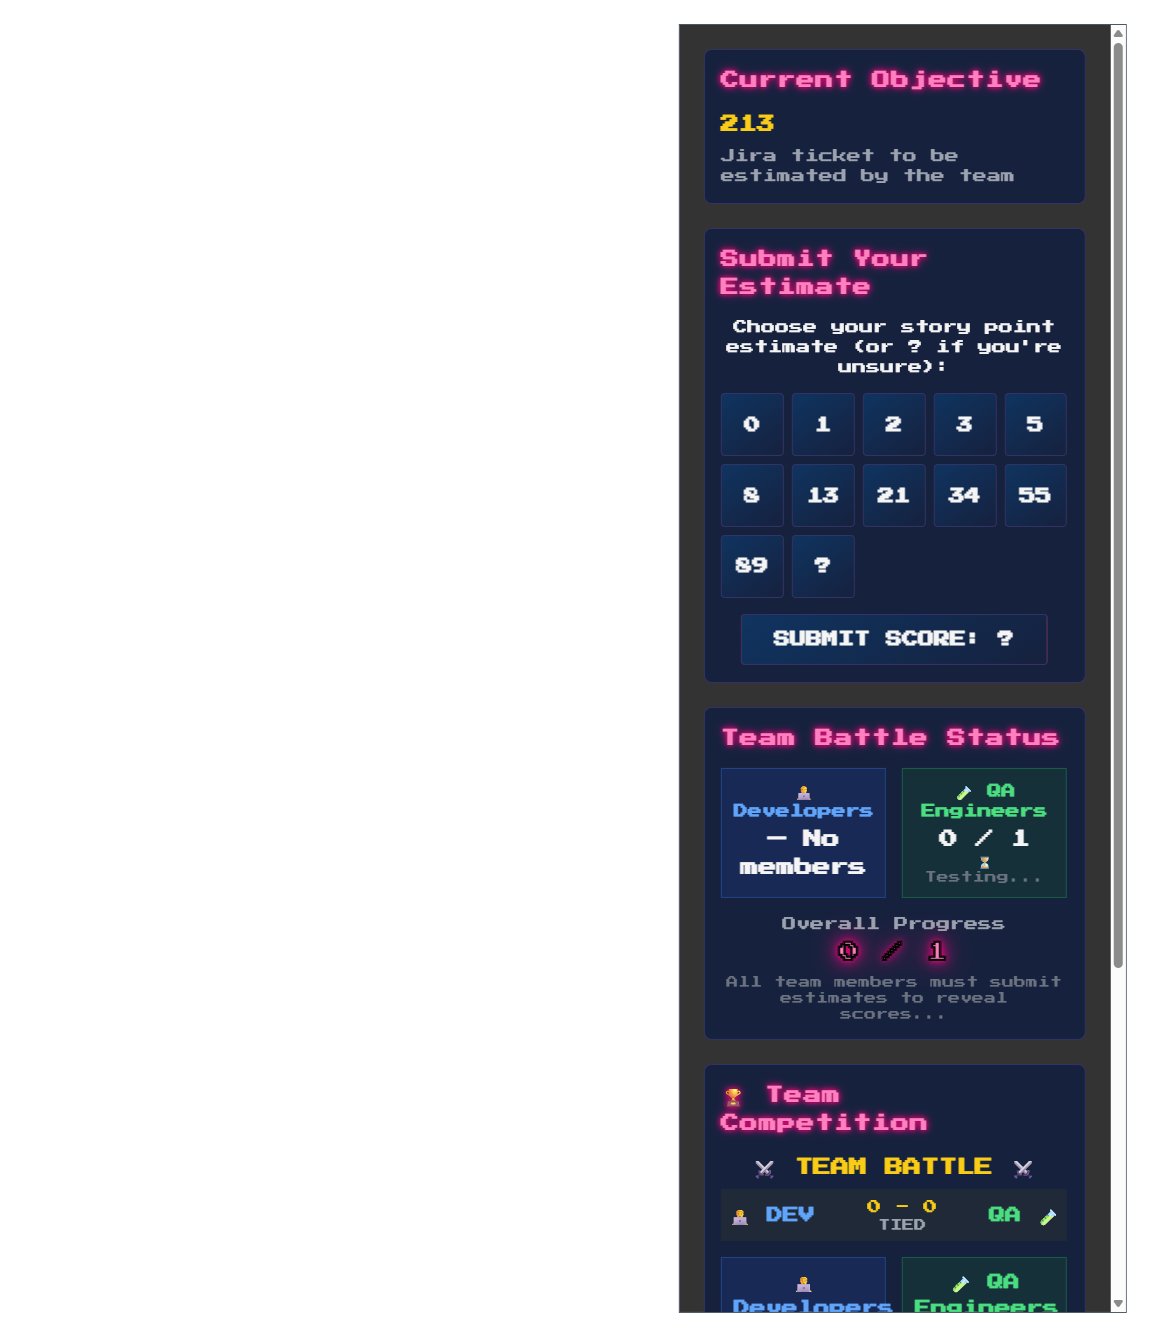 Current Objective
213
Jira ticket to be
estimated by the team
Submit Your
Estimate
Choose your story point
estimate (or ? if you're
unsure):
0 1 2 3 5
8 13 21 34 55
89 ?
SUBMIT SCORE: ?
Team Battle Status
Developers
— No
members
QA
Engineers
0 / 1
Testing...
Overall Progress
0 / 1
All team members must submit
estimates to reveal
scores...
Team
Competition
TEAM BATTLE
DEV 0 - 0 QA
TIED
Developers
QA
Engineers